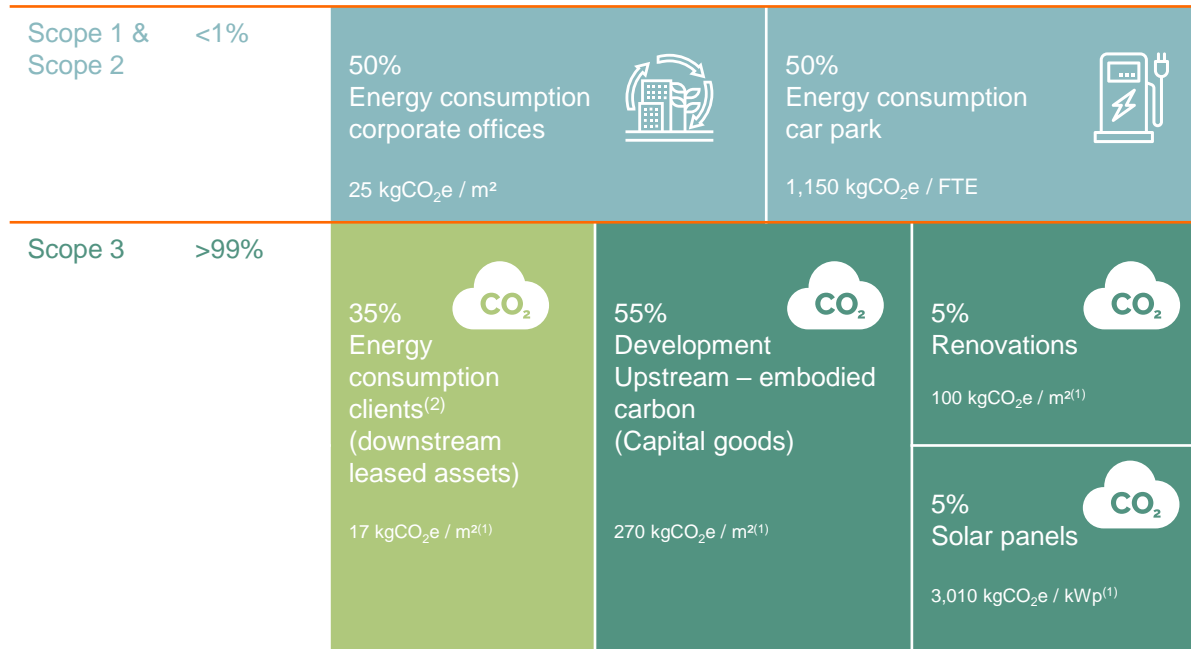 Scope 1 & <1%
Scope 2
50%
Energy consumption
corporate offices
25 kgCO₂e / m²
50%
Energy consumption
car park
1,150 kgCO₂e / FTE
Scope 3 >99%
35%
Energy
consumption
clients⁽²⁾
(downstream
leased assets)
17 kgCO₂e / m²⁽¹⁾
CO₂
55%
Development
Upstream – embodied
carbon
(Capital goods)
270 kgCO₂e / m²⁽¹⁾
CO₂
5%
Renovations
100 kgCO₂e / m²⁽¹⁾
CO₂
5%
Solar panels
3,010 kgCO₂e / kWp⁽¹⁾
CO₂